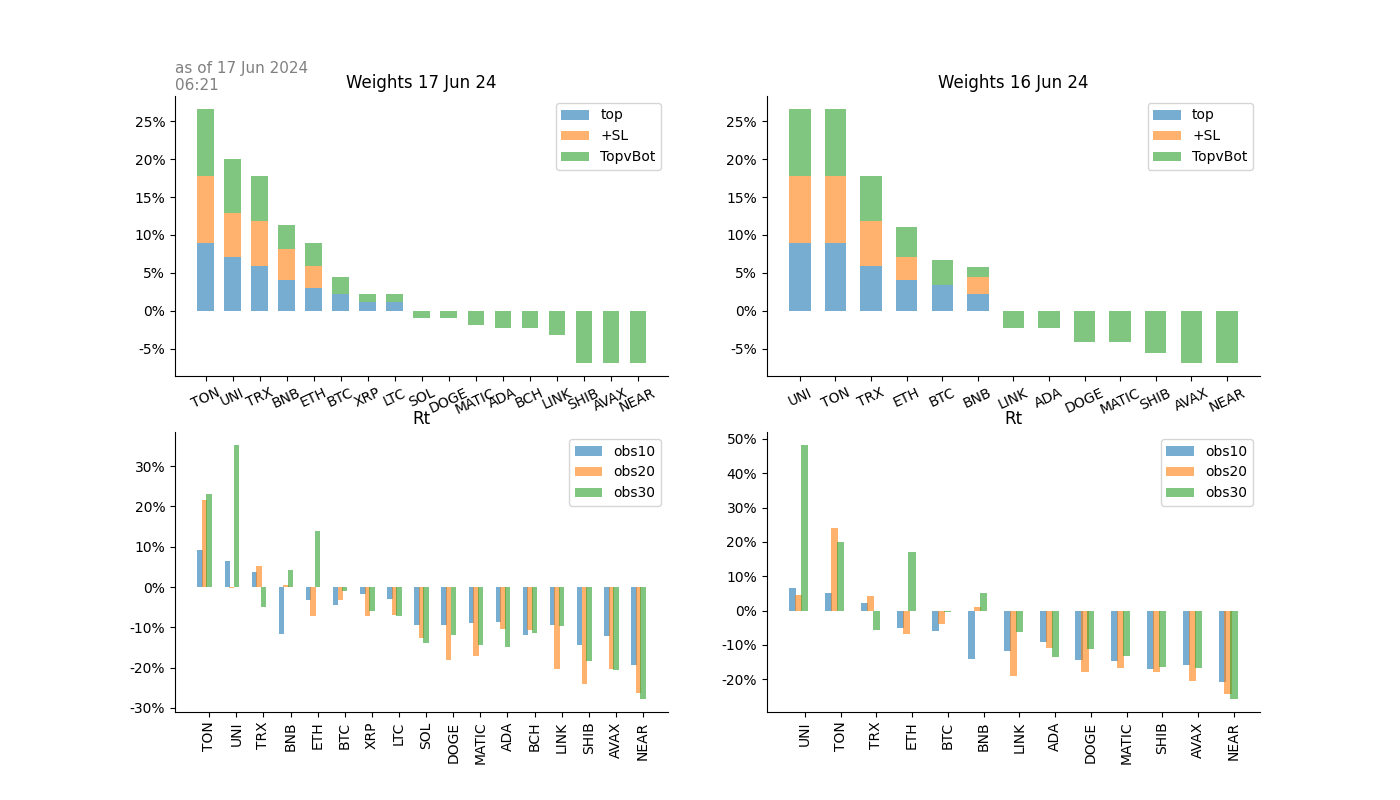 as of 17 Jun 2024
06:21
Weights 17 Jun 24
25%
20%
15%
10%
5%
0%
-5%
top
+SL
TopvBot
TON UNI TRX BNB ETH BTC XRP LTC SOL DOGE MATIC ADA BCH LINK SHIB AVAX NEAR
Weights 16 Jun 24
25%
20%
15%
10%
5%
0%
-5%
top
+SL
TopvBot
UNI TON TRX ETH BTC BNB LINK ADA DOGE MATIC SHIB AVAX NEAR
Rt
30%
20%
10%
0%
-10%
-20%
-30%
obs10
obs20
obs30
TON UNI TRX BNB ETH BTC XRP LTC SOL DOGE MATIC ADA BCH LINK SHIB AVAX NEAR
Rt
50%
40%
30%
20%
10%
0%
-10%
-20%
obs10
obs20
obs30
UNI TON TRX ETH BTC BNB LINK ADA DOGE MATIC SHIB AVAX NEAR